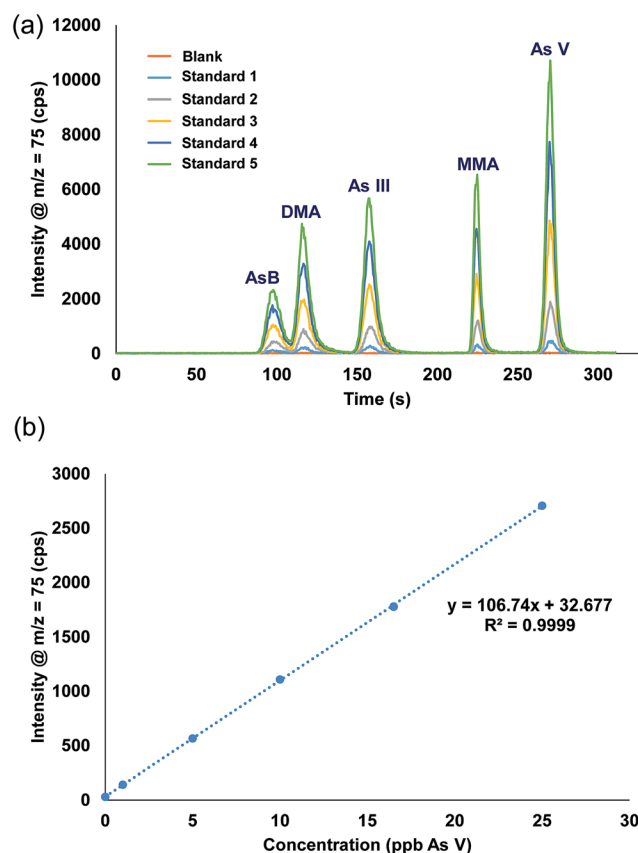 (a)
12000
10000
8000
6000
4000
2000
0
Intensity @ m/z = 75 (cps)
Blank
Standard 1
Standard 2
Standard 3
Standard 4
Standard 5
AsB
DMA
As III
MMA
As V
0
50
100
150
200
250
300
Time (s)
(b)
3000
2500
2000
1500
1000
500
0
Intensity @ m/z = 75 (cps)
y = 106.74x + 32.677
R² = 0.9999
0
5
10
15
20
25
30
Concentration (ppb As V)